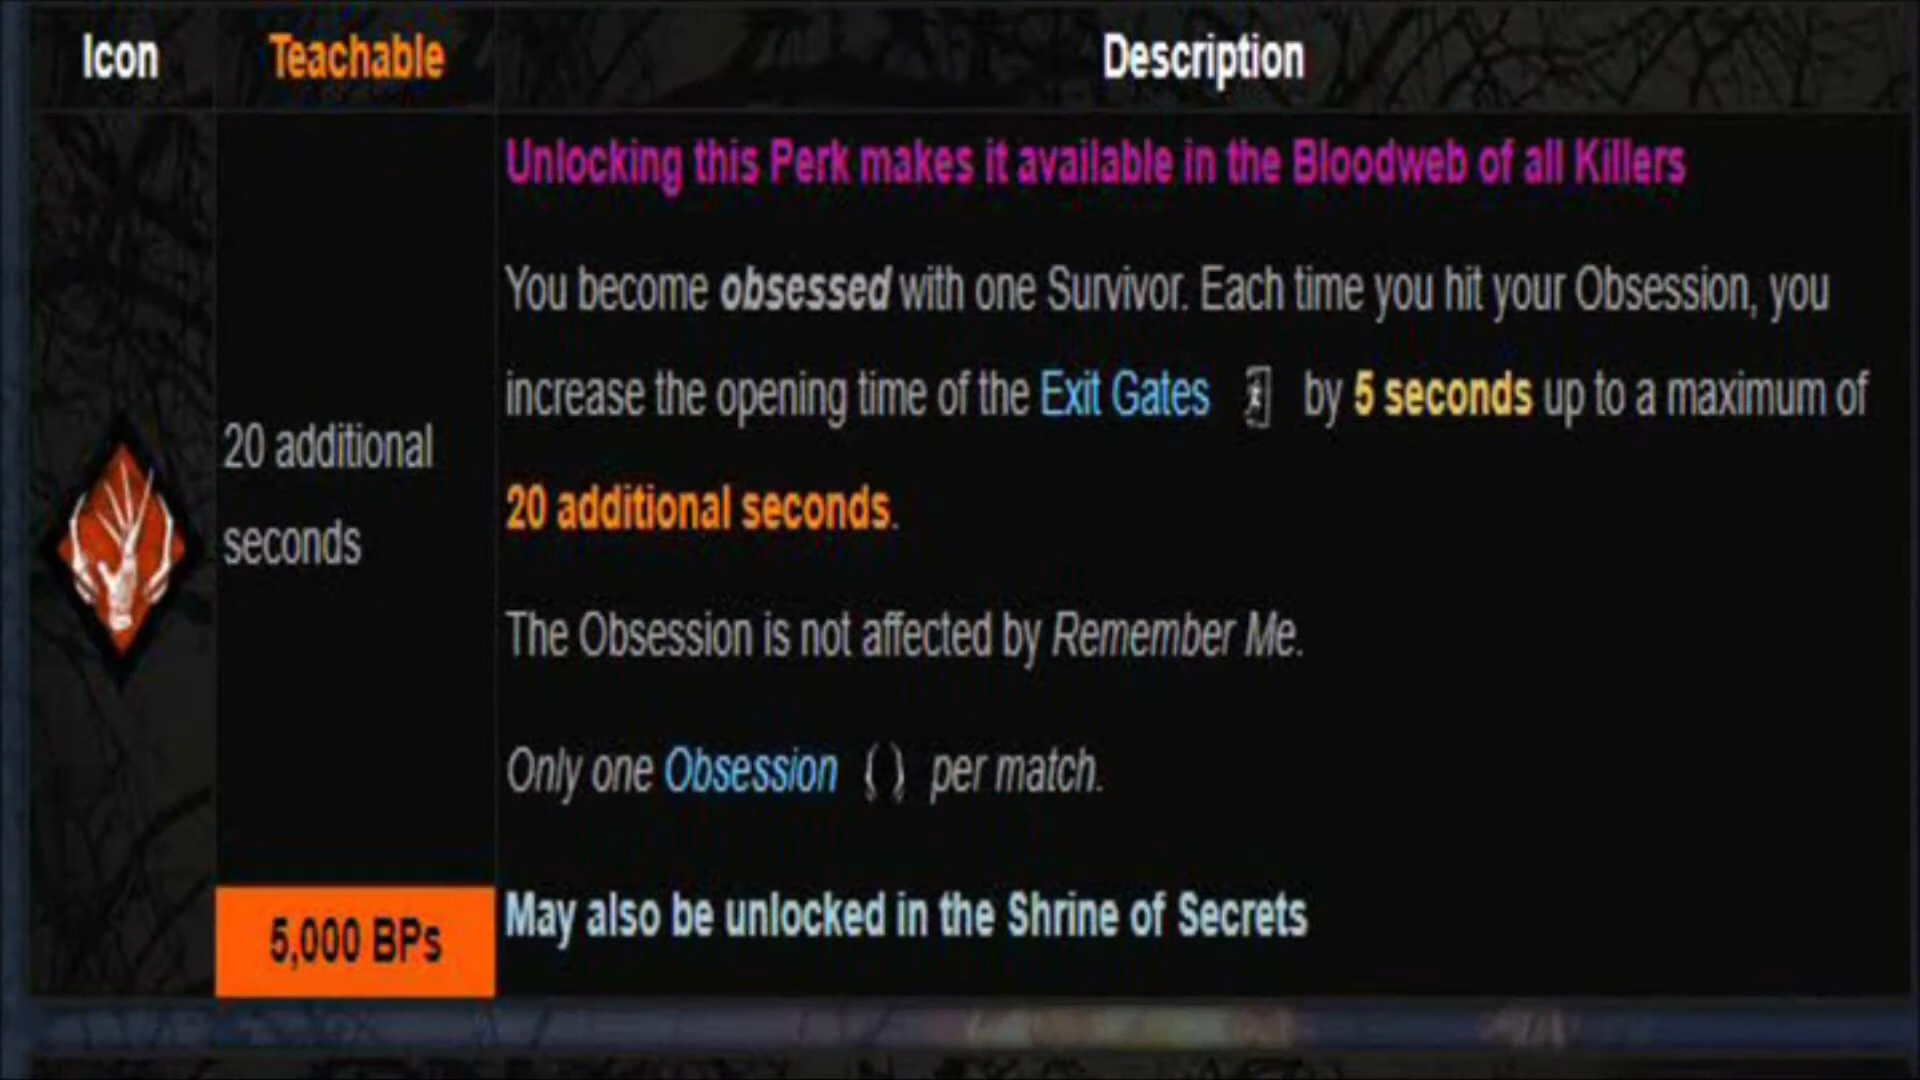 Icon Teachable Description
Unlocking this Perk makes it available in the Bloodweb of all Killers
You become obsessed with one Survivor. Each time you hit your Obsession, you
increase the opening time of the Exit Gates by 5 seconds up to a maximum of
20 additional
20 additional seconds.
seconds
The Obsession is not affected by Remember Me.
Only one Obsession per match.
May also be unlocked in the Shrine of Secrets
5,000 BPs